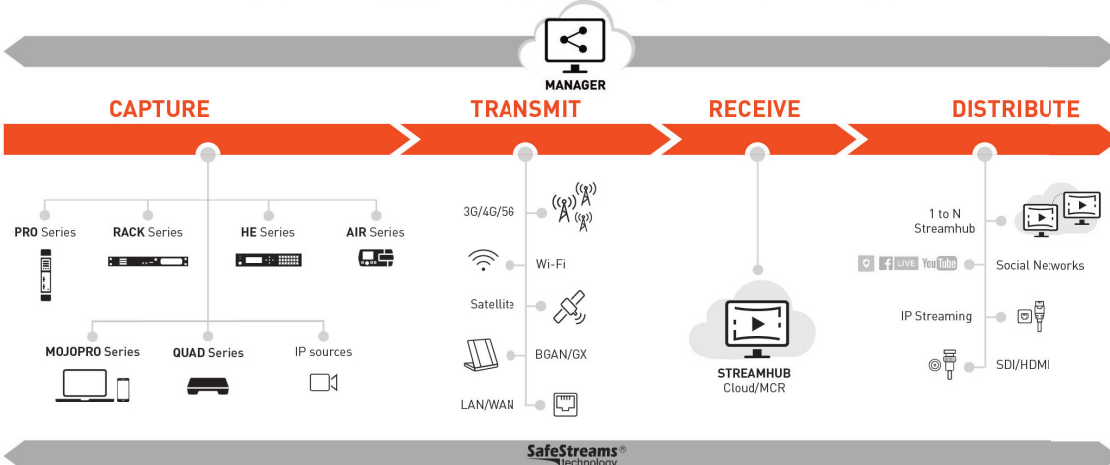 MANAGER
CAPTURE
TRANSMIT
RECEIVE
DISTRIBUTE
PRO Series
RACK Series
HE Series
AIR Series
MOJOPRO Series
QUAD Series
IP sources
3G/4G/5G
Wi-Fi
Satellite
BGAN/GX
LAN/WAN
STREAMHUB
Cloud/MCR
1 to N
Streamhub
f LIVE YouTube
Social Networks
IP Streaming
SDI/HDMI
SafeStreams®
technology